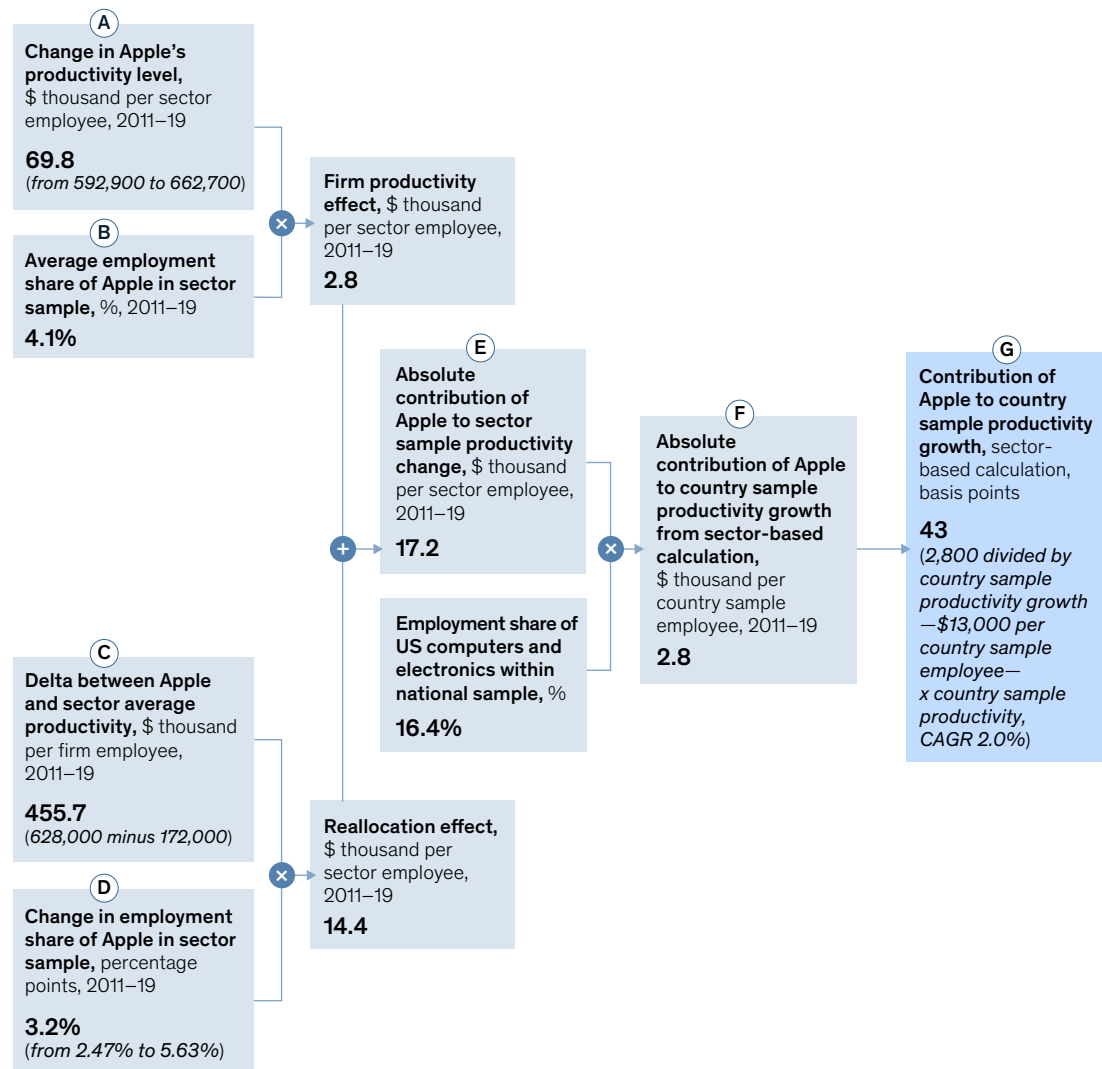 A
Change in Apple's
productivity level,
$ thousand per sector
employee, 2011–19
69.8
(from 592,900 to 662,700)
B
Average employment
share of Apple in sector
sample, %, 2011–19
4.1%
×
Firm productivity
effect, $ thousand
per sector employee,
2011–19
2.8
C
Delta between Apple
and sector average
productivity, $ thousand
per firm employee,
2011–19
455.7
(628,000 minus 172,000)
D
Change in employment
share of Apple in sector
sample, percentage
points, 2011–19
3.2%
(from 2.47% to 5.63%)
×
Reallocation effect,
$ thousand per
sector employee,
2011–19
14.4
+
E
Absolute
contribution of
Apple to sector
sample productivity
change, $ thousand
per sector employee,
2011–19
17.2
Employment share of
US computers and
electronics within
national sample, %
16.4%
×
F
Absolute
contribution of Apple
to country sample
productivity growth
from sector-based
calculation,
$ thousand per
country sample
employee, 2011–19
2.8
G
Contribution of
Apple to country
sample productivity
growth, sector-
based calculation,
basis points
43
(2,800 divided by
country sample
productivity growth
—$13,000 per
country sample
employee—
x country sample
productivity,
CAGR 2.0%)